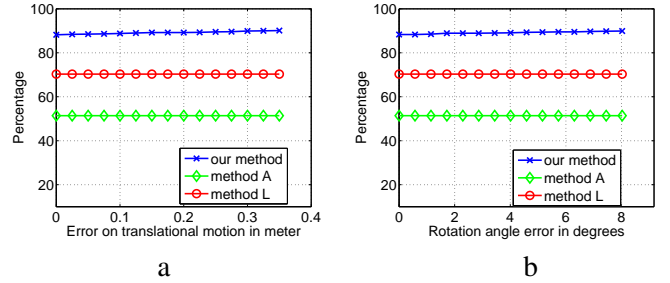 100
80
60
40
20
Percentage
our method
method A
method L
0 0.1 0.2 0.3 0.4
Error on translational motion in meter
a
100
80
60
40
20
Percentage
our method
method A
method L
0 2 4 6 8
Rotation angle error in degrees
b